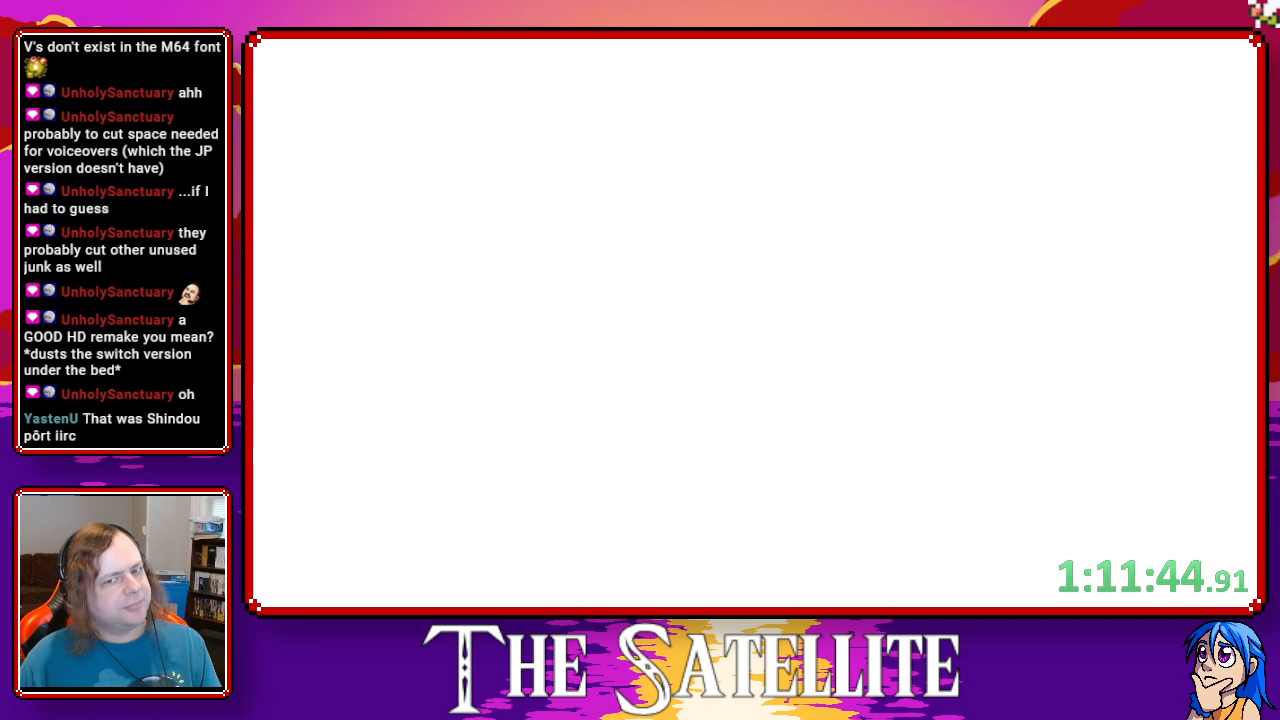 V's don't exist in the M64 font
UnholySanctuary ahh
UnholySanctuary
probably to cut space needed
for voiceovers (which the JP
version doesn't have)
UnholySanctuary ...if I
had to guess
UnholySanctuary they
probably cut other unused
junk as well
UnholySanctuary
UnholySanctuary a
GOOD HD remake you mean?
*dusts the switch version
under the bed*
UnholySanctuary oh
YastenU That was Shindou
pôrt iirc
1:11:44.91
THE SATELLITE